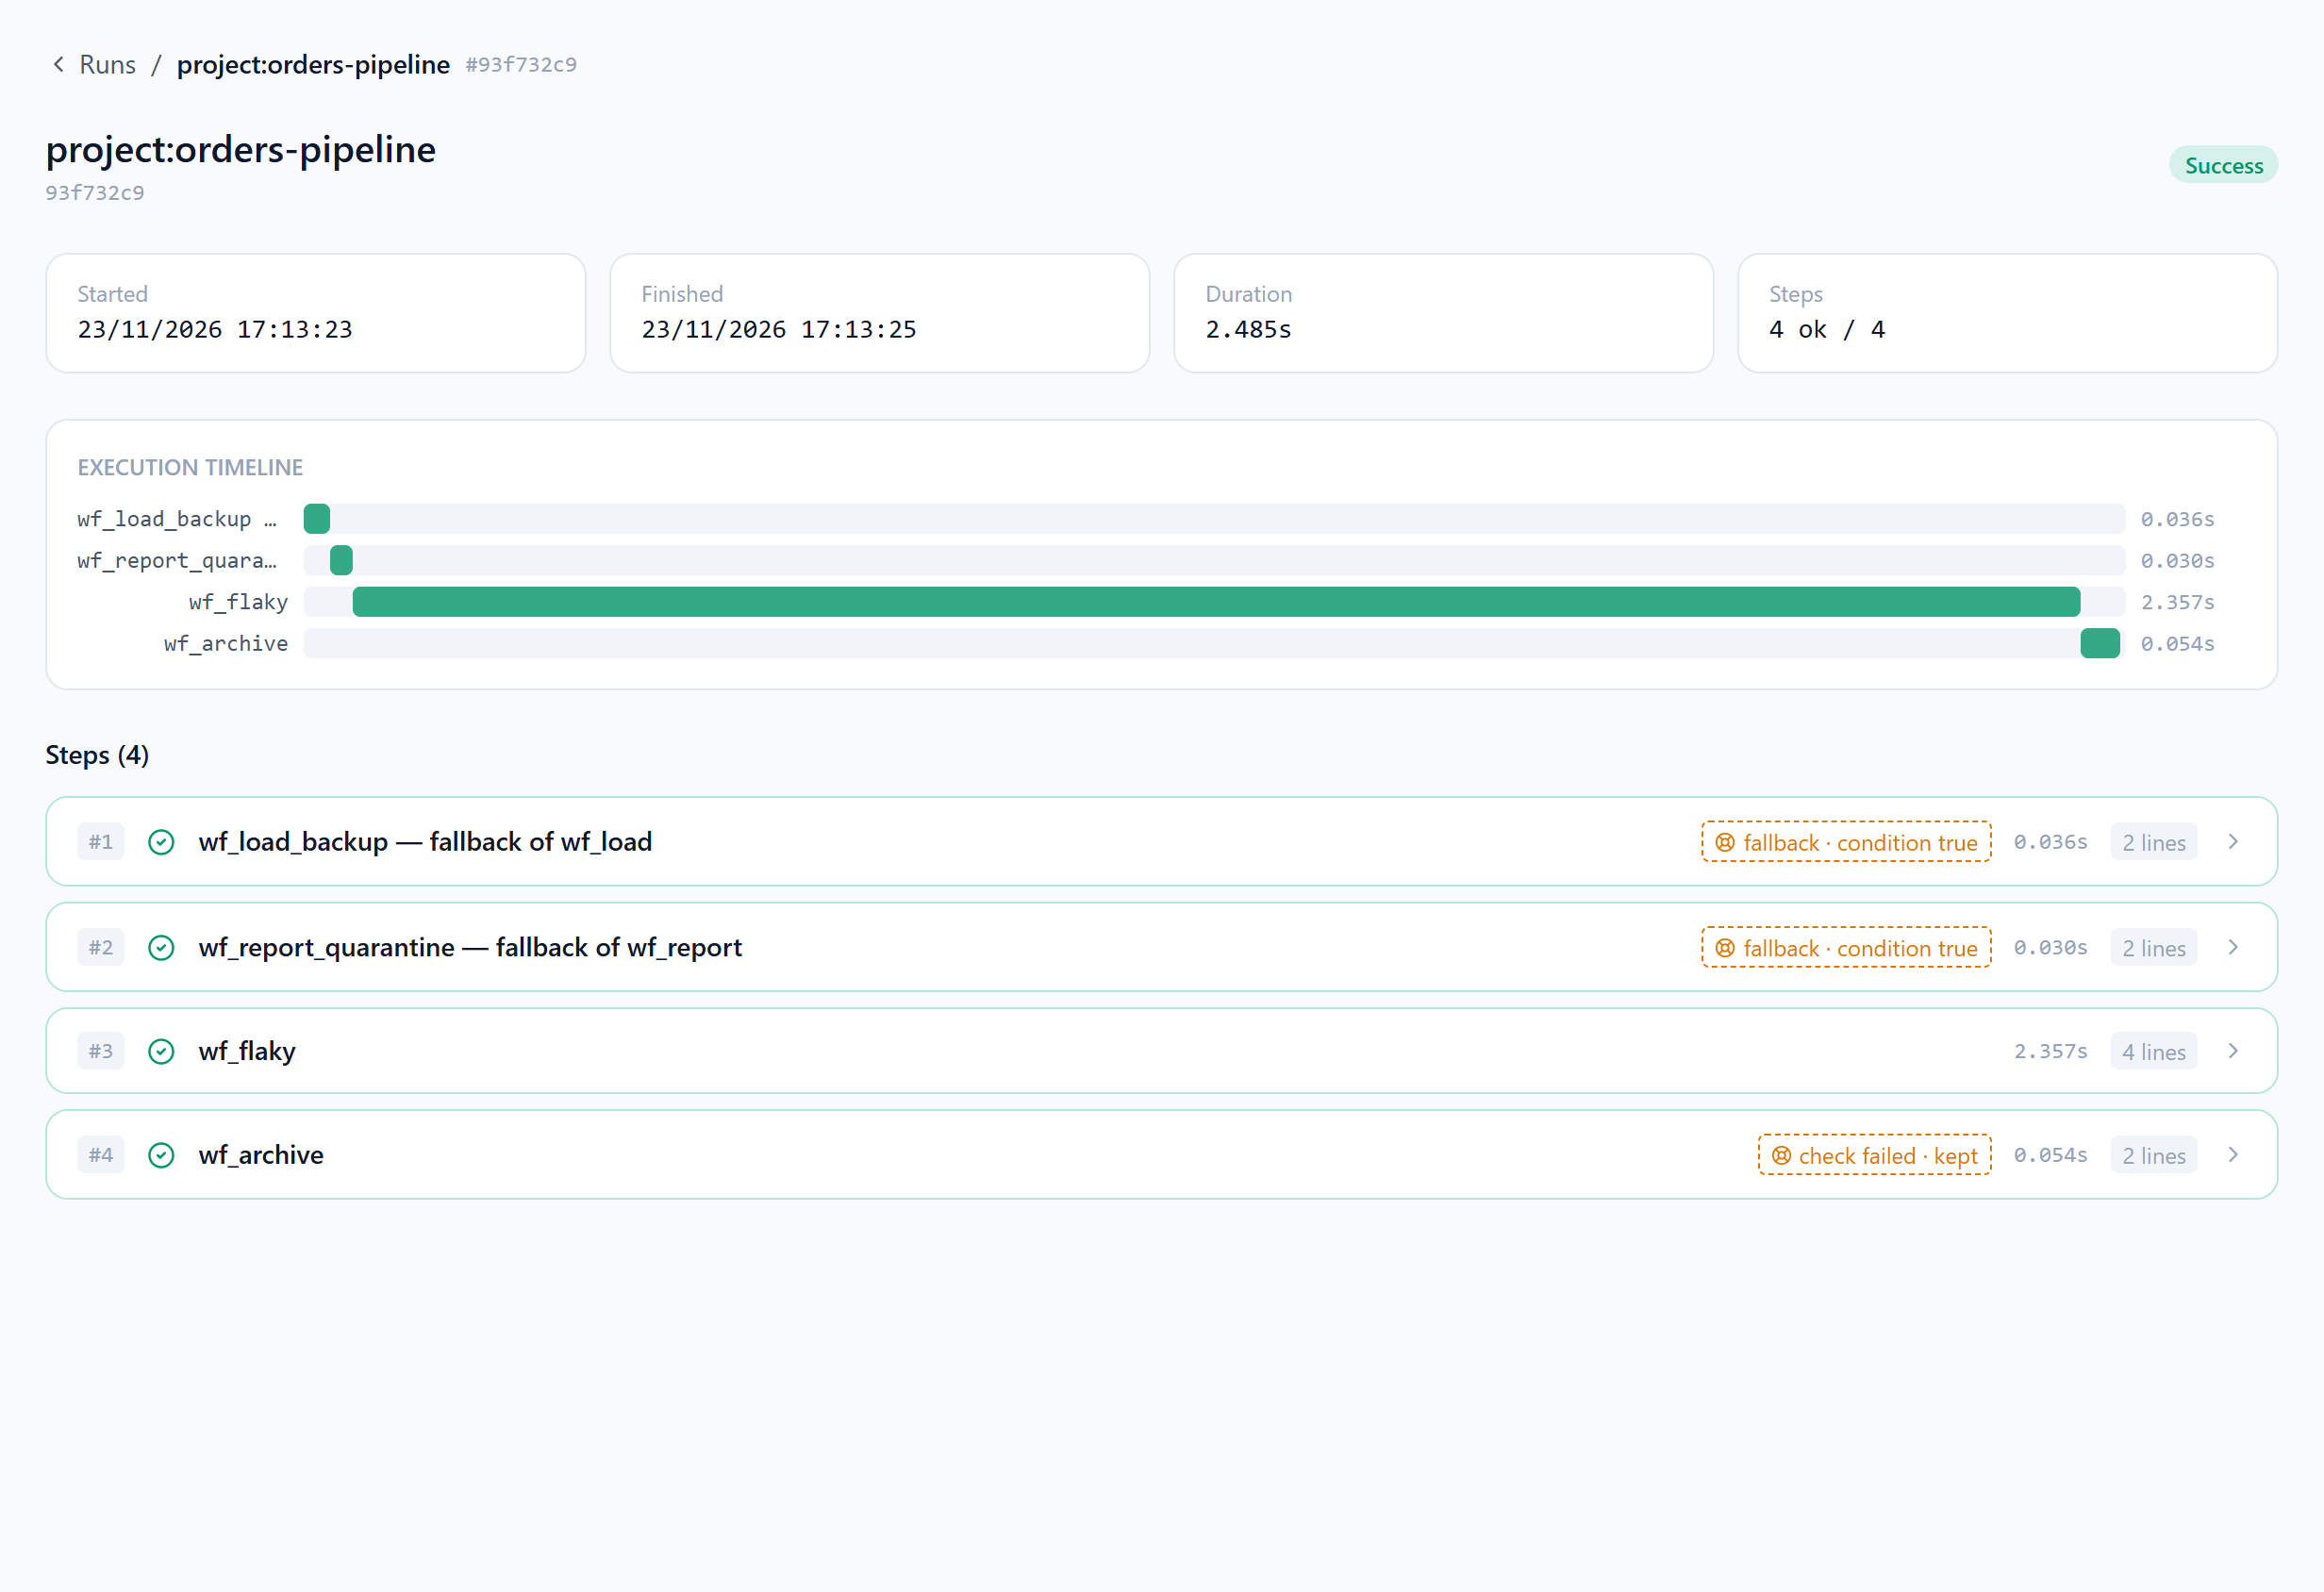 Runs / project:orders-pipeline #93f732c9
project:orders-pipeline
93f732c9
Success
Started
23/11/2026 17:13:23
Finished
23/11/2026 17:13:25
Duration
2.485s
Steps
4 ok / 4
EXECUTION TIMELINE
wf_load_backup … 0.036s
wf_report_quara… 0.030s
wf_flaky 2.357s
wf_archive 0.054s
Steps (4)
#1 wf_load_backup — fallback of wf_load fallback · condition true 0.036s 2 lines
#2 wf_report_quarantine — fallback of wf_report fallback · condition true 0.030s 2 lines
#3 wf_flaky 2.357s 4 lines
#4 wf_archive check failed · kept 0.054s 2 lines